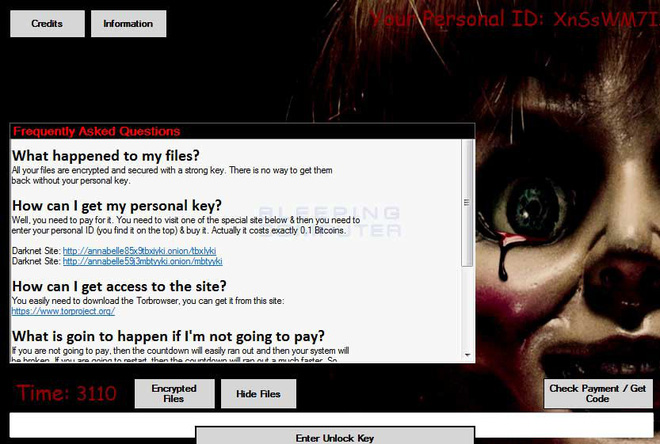 Credits
Information
Your Personal ID: XnSsWM7I
Frequently Asked Questions
What happened to my files?
All your files are encrypted and secured with a strong key. There is no way to get them
back without your personal key.
How can I get my personal key?
Well, you need to pay for it. You need to visit one of the special site below & then you need to
enter your personal ID (you find it on the top) & buy it. Actually it costs exactly 0.1 Bitcoins.
BLEEPING
COMPUTER
Darknet Site: http://annabelle85x9tbxiyki.onion/tbxIyki
Darknet Site: http://annabelle59j3mbtyyki.onion/mbtyyki
How can I get access to the site?
You easily need to download the Torbrowser, you can get it from this site:
https://www.torproject.org/
What is goin to happen if I'm not going to pay?
If you are not going to pay, then the countdown will easily ran out and then your system will
be broken. If you are going to restart, then the countdown will ran out a much faster. So
Time: 3110
Encrypted
Files
Hide Files
Check Payment / Get
Code
Enter Unlock Key